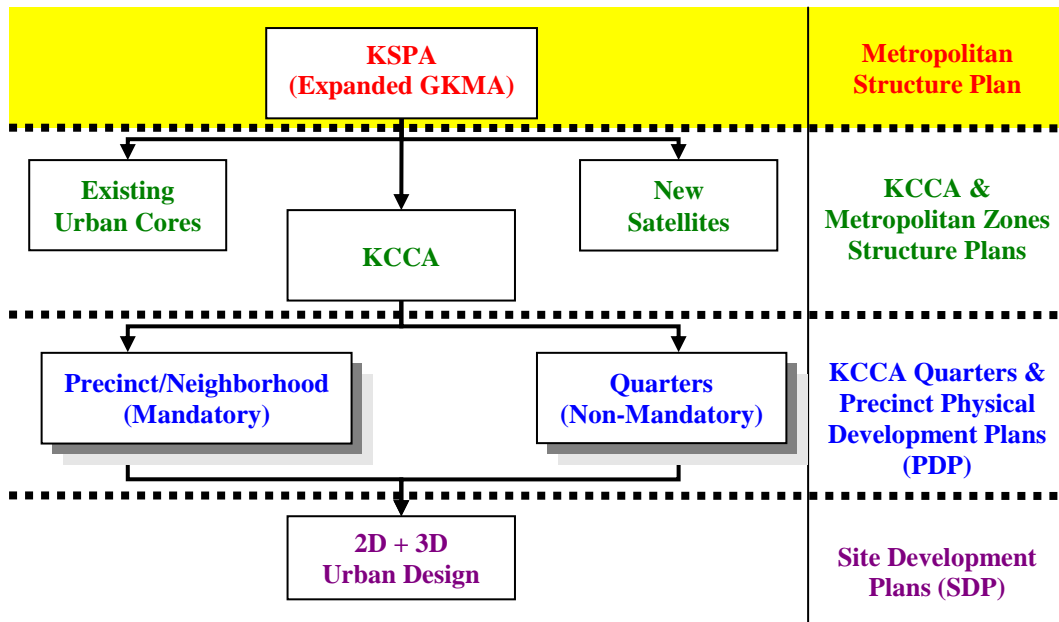 KSPA
(Expanded GKMA)
Metropolitan
Structure Plan
Existing
Urban Cores
New
Satellites
KCCA
KCCA &
Metropolitan Zones
Structure Plans
Precinct/Neighborhood
(Mandatory)
Quarters
(Non-Mandatory)
KCCA Quarters &
Precinct Physical
Development Plans
(PDP)
2D + 3D
Urban Design
Site Development
Plans (SDP)